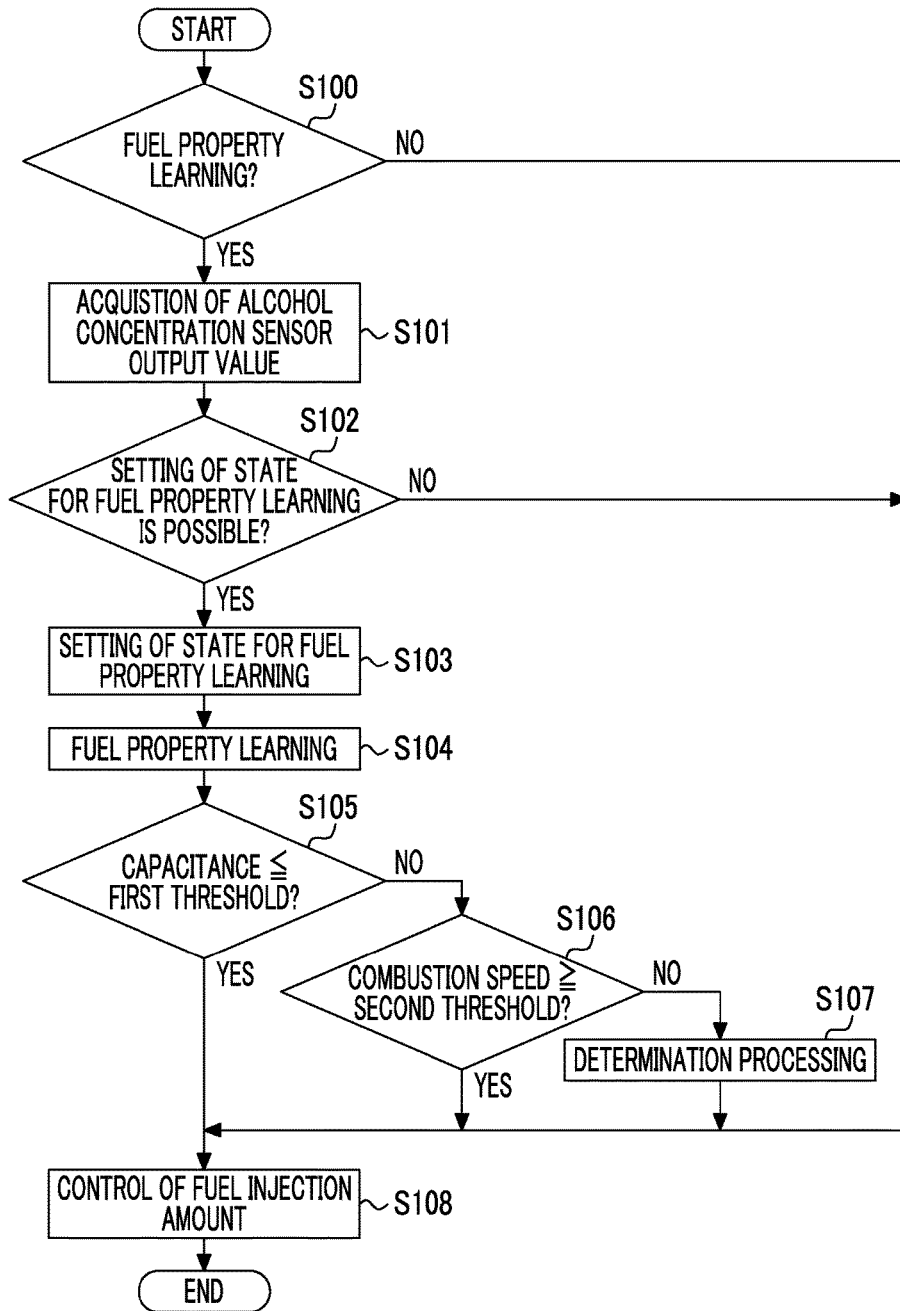 START
S100
FUEL PROPERTY
LEARNING?
NO
YES
ACQUISTION OF ALCOHOL
CONCENTRATION SENSOR
OUTPUT VALUE
S101
S102
SETTING OF STATE
FOR FUEL PROPERTY LEARNING
IS POSSIBLE?
NO
YES
SETTING OF STATE FOR FUEL
PROPERTY LEARNING
S103
FUEL PROPERTY LEARNING
S104
S105
CAPACITANCE ≦
FIRST THRESHOLD?
NO
YES
S106
COMBUSTION SPEED ≧
SECOND THRESHOLD?
NO
YES
S107
DETERMINATION PROCESSING
CONTROL OF FUEL INJECTION
AMOUNT
S108
END